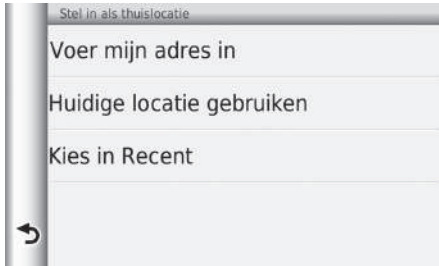 Stel in als thuislocatie
Voer mijn adres in
Huidige locatie gebruiken
Kies in Recent